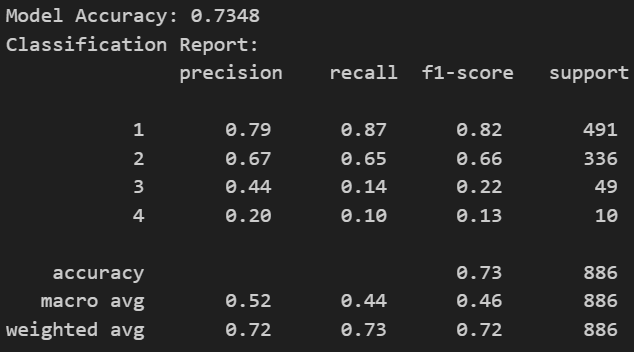 Model Accuracy: 0.7348
Classification Report:
precision recall f1-score support
1 0.79 0.87 0.82 491
2 0.67 0.65 0.66 336
3 0.44 0.14 0.22 49
4 0.20 0.10 0.13 10
accuracy 0.73 886
macro avg 0.52 0.44 0.46 886
weighted avg 0.72 0.73 0.72 886